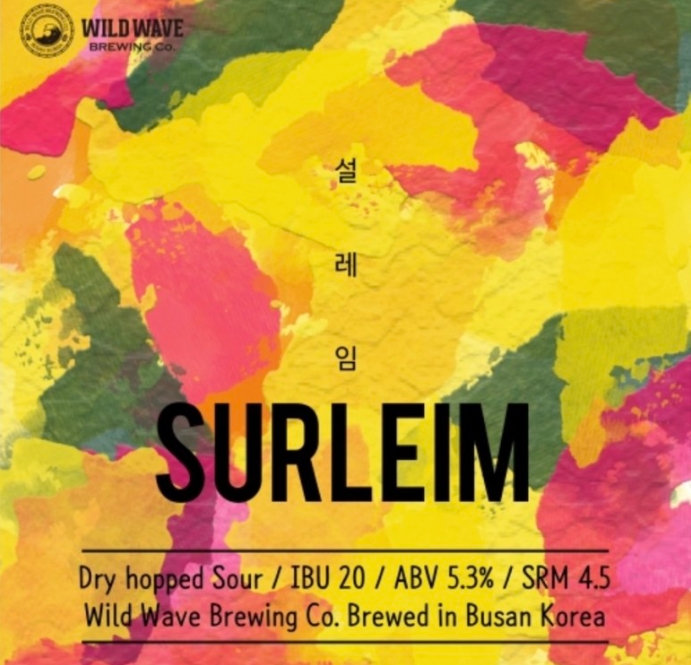 WILD WAVE
BREWING Co.
설
레
임
SURLEIM
Dry hopped Sour / IBU 20 / ABV 5.3% / SRM 4.5
Wild Wave Brewing Co. Brewed in Busan Korea